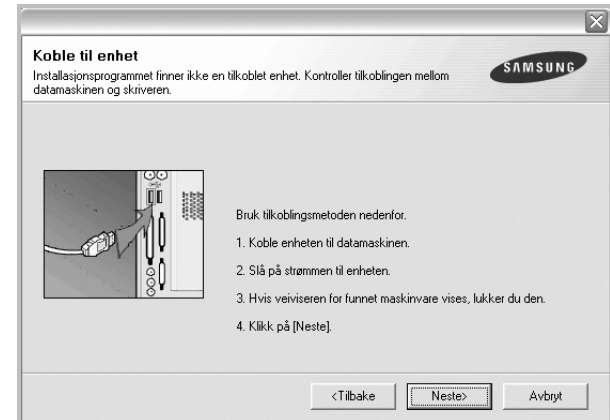 Koble til enhet
Installasjonsprogrammet finner ikke en tilkoblet enhet. Kontroller tilkoblingen mellom
datamaskinen og skriveren.
SAMSUNG
Bruk tilkoblingsmetoden nedenfor.
1. Koble enheten til datamaskinen.
2. Slå på strømmen til enheten.
3. Hvis veiviseren for funnet maskinvare vises, lukker du den.
4. Klikk på [Neste].
<Tilbake
Neste>
Avbryt